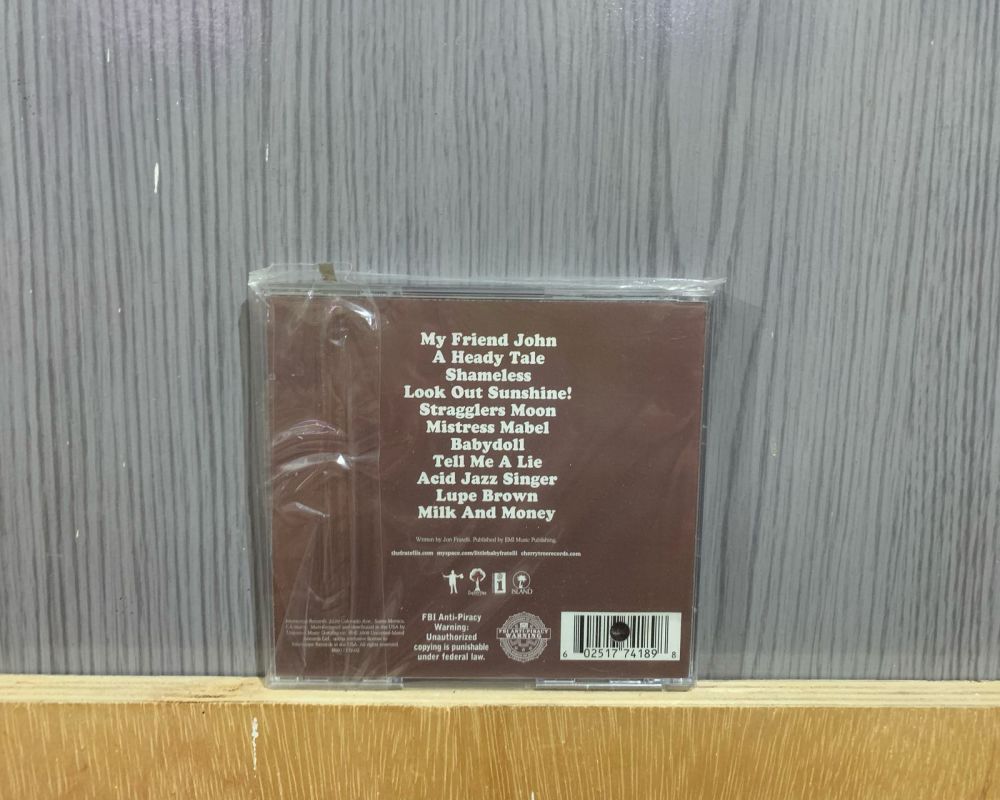 My Friend John
A Heady Tale
Shameless
Look Out Sunshine!
Stragglers Moon
Mistress Mabel
Babydoll
Tell Me A Lie
Acid Jazz Singer
Lupe Brown
Milk And Money
Written by Jon Fratelli. Published by EMI Music Publishing.
thefratellis.com myspace.com/littlebabyfratelli cherrytreerecords.com
ISLAND
FBI Anti-Piracy
Warning:
Unauthorized
copying is punishable
under federal law.
FBI ANTI-PIRACY
WARNING
6 02517 74189 8